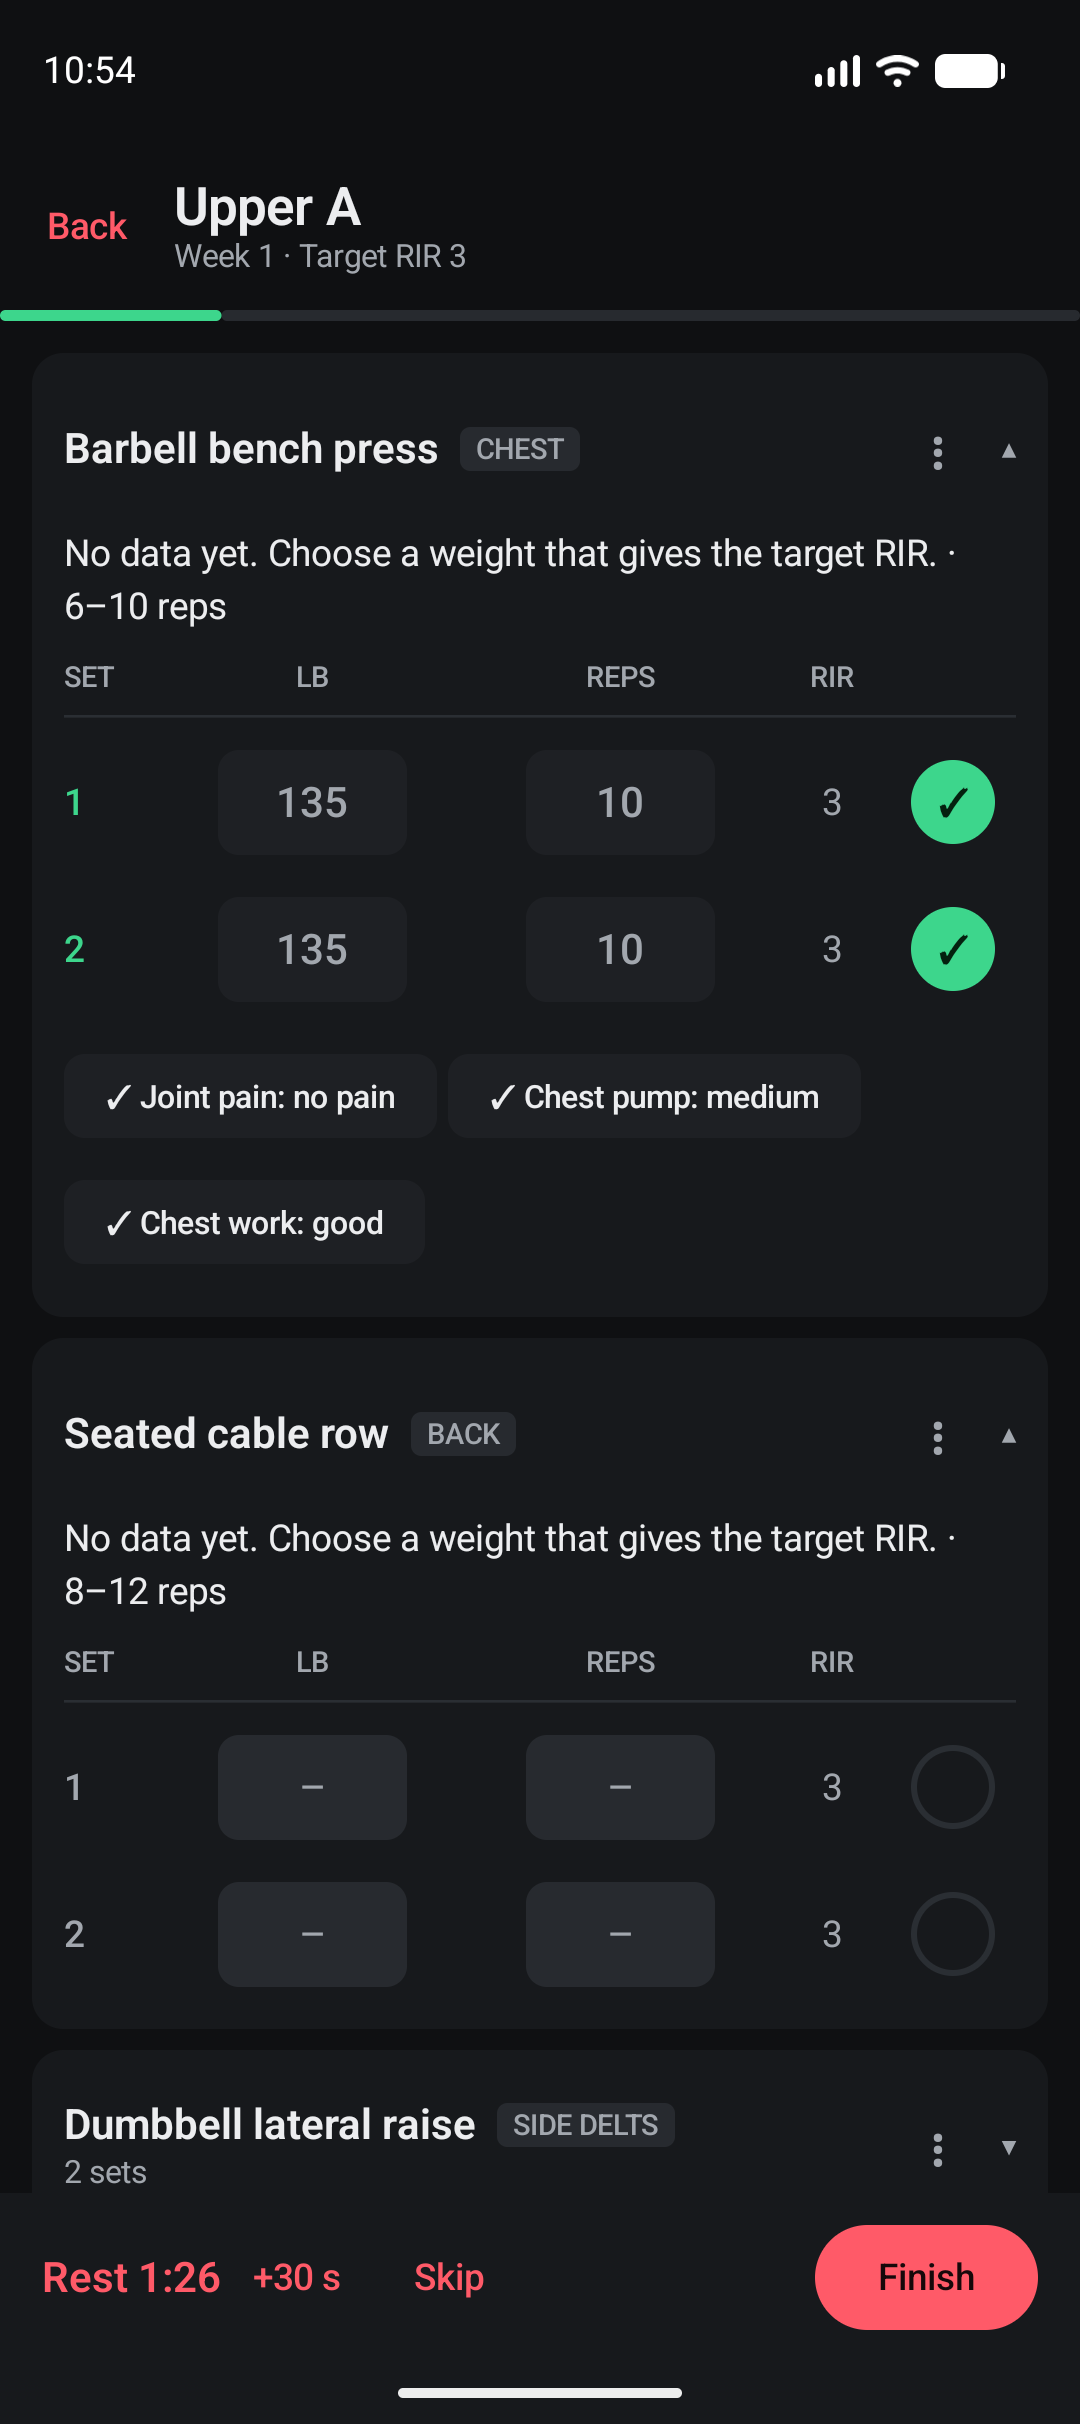 10:54
Back
Upper A
Week 1 · Target RIR 3
Barbell bench press CHEST
No data yet. Choose a weight that gives the target RIR. ·
6–10 reps
SET LB REPS RIR
1 135 10 3 ✓
2 135 10 3 ✓
✓ Joint pain: no pain ✓ Chest pump: medium
✓ Chest work: good
Seated cable row BACK
No data yet. Choose a weight that gives the target RIR. ·
8–12 reps
SET LB REPS RIR
1 – – 3
2 – – 3
Dumbbell lateral raise SIDE DELTS
2 sets
Rest 1:26 +30 s Skip Finish